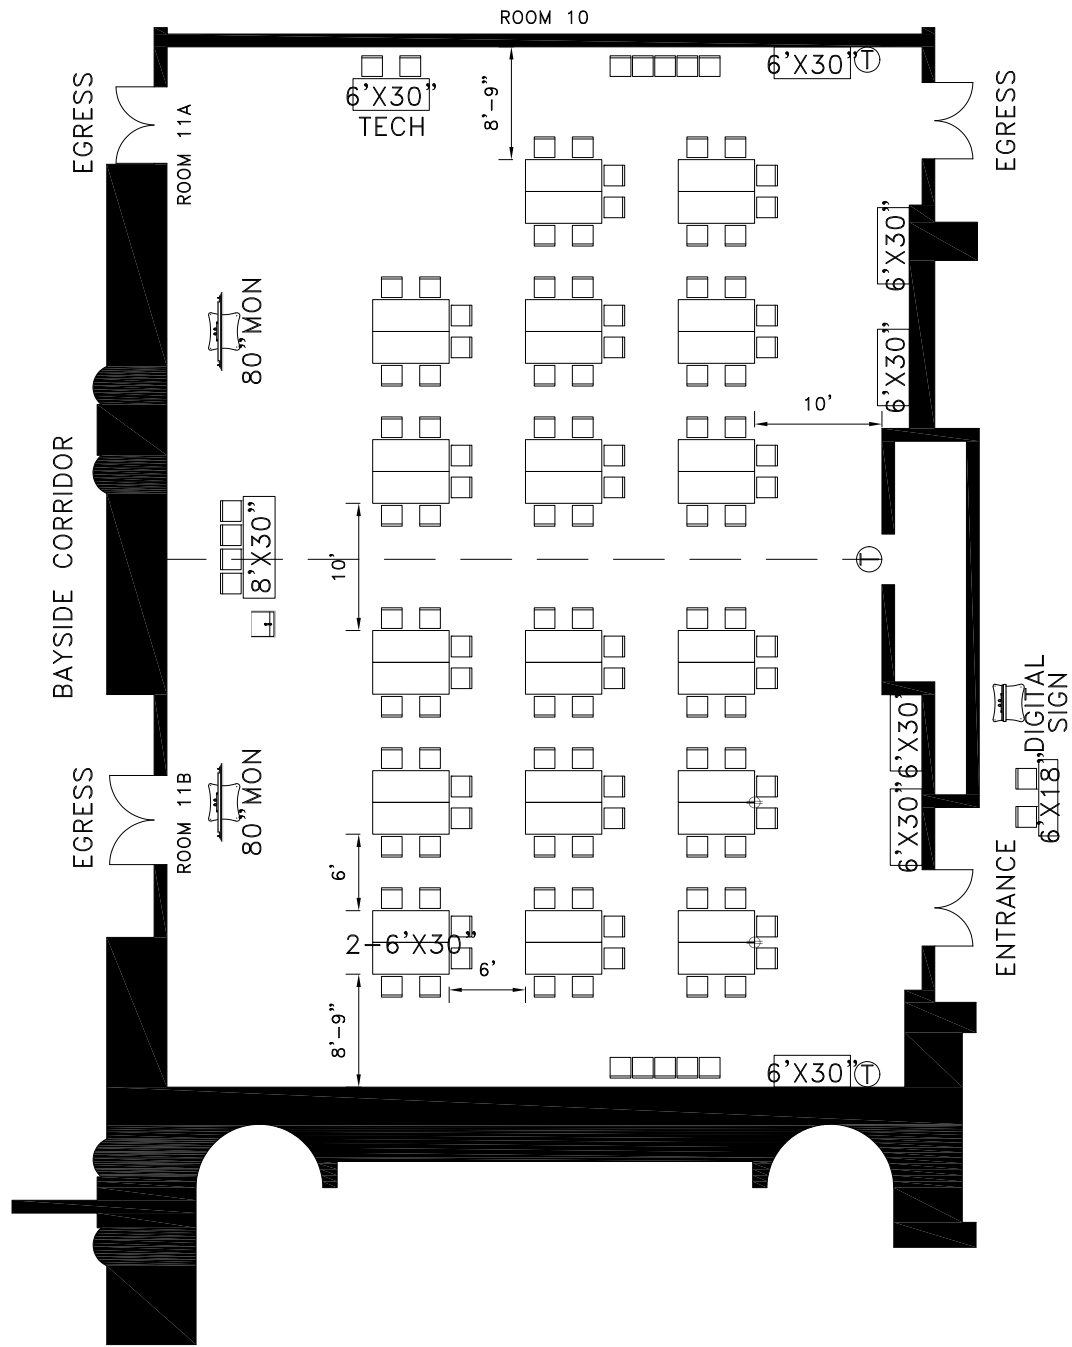 ROOM 10
6'X30"
T
EGRESS
EGRESS
6'X30"
TECH
8'-9"
ROOM 11A
6'X30"
80" MON
6'X30"
10'
BAYSIDE CORRIDOR
8'X30"
10'
T
DIGITAL
SIGN
6'X30"
6'X18"
EGRESS
ROOM 11B
80" MON
6'X30"
6'
ENTRANCE
2-6'X30"
6'
8'-9"
6'X30"
T